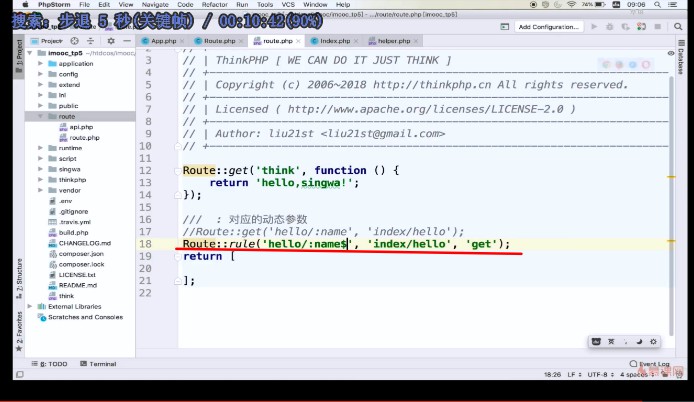 PhpStorm File Edit View Navigate Code Refactor Run Tools VCS Window Help
74% 09:06
搜索: 步退 5 秒(关键帧) / 00:10:42(90%)
imooc_tp5
.../route/route.php [imooc_tp5]
Add Configuration...
Project
App.php Route.php route.php Index.php helper.php
1: Project
Database
imooc_tp5
application
config
extend
public
route
api.php
route.php
runtime
script
singwa
thinkphp
vendor
.env
.gitignore
.travis.yml
build.php
CHANGELOG.md
composer.json
composer.lock
LICENSE.txt
README.md
think
External Libraries
Scratches and Consoles
3 // | ThinkPHP [ WE CAN DO IT JUST THINK ]
4 // +
5 // | Copyright (c) 2006~2018 http://thinkphp.cn All rights reserved.
6 // +
7 // | Licensed ( http://www.apache.org/licenses/LICENSE-2.0 )
8 // +
9 // | Author: liu21st <liu21st@gmail.com>
10 // +
11
12 Route::get('think', function () {
13 return 'hello,singwa!';
14 });
15
16 /// : 对应的动态参数
17 //Route::get('hello/:name', 'index/hello');
18 Route::rule('hello/:name$', 'index/hello', 'get');
19 return [
20
21 ];
22
Z: Structure
2: Favorites
英
6: TODO Terminal Event Log
18:26 LF UTF-8 4 spaces